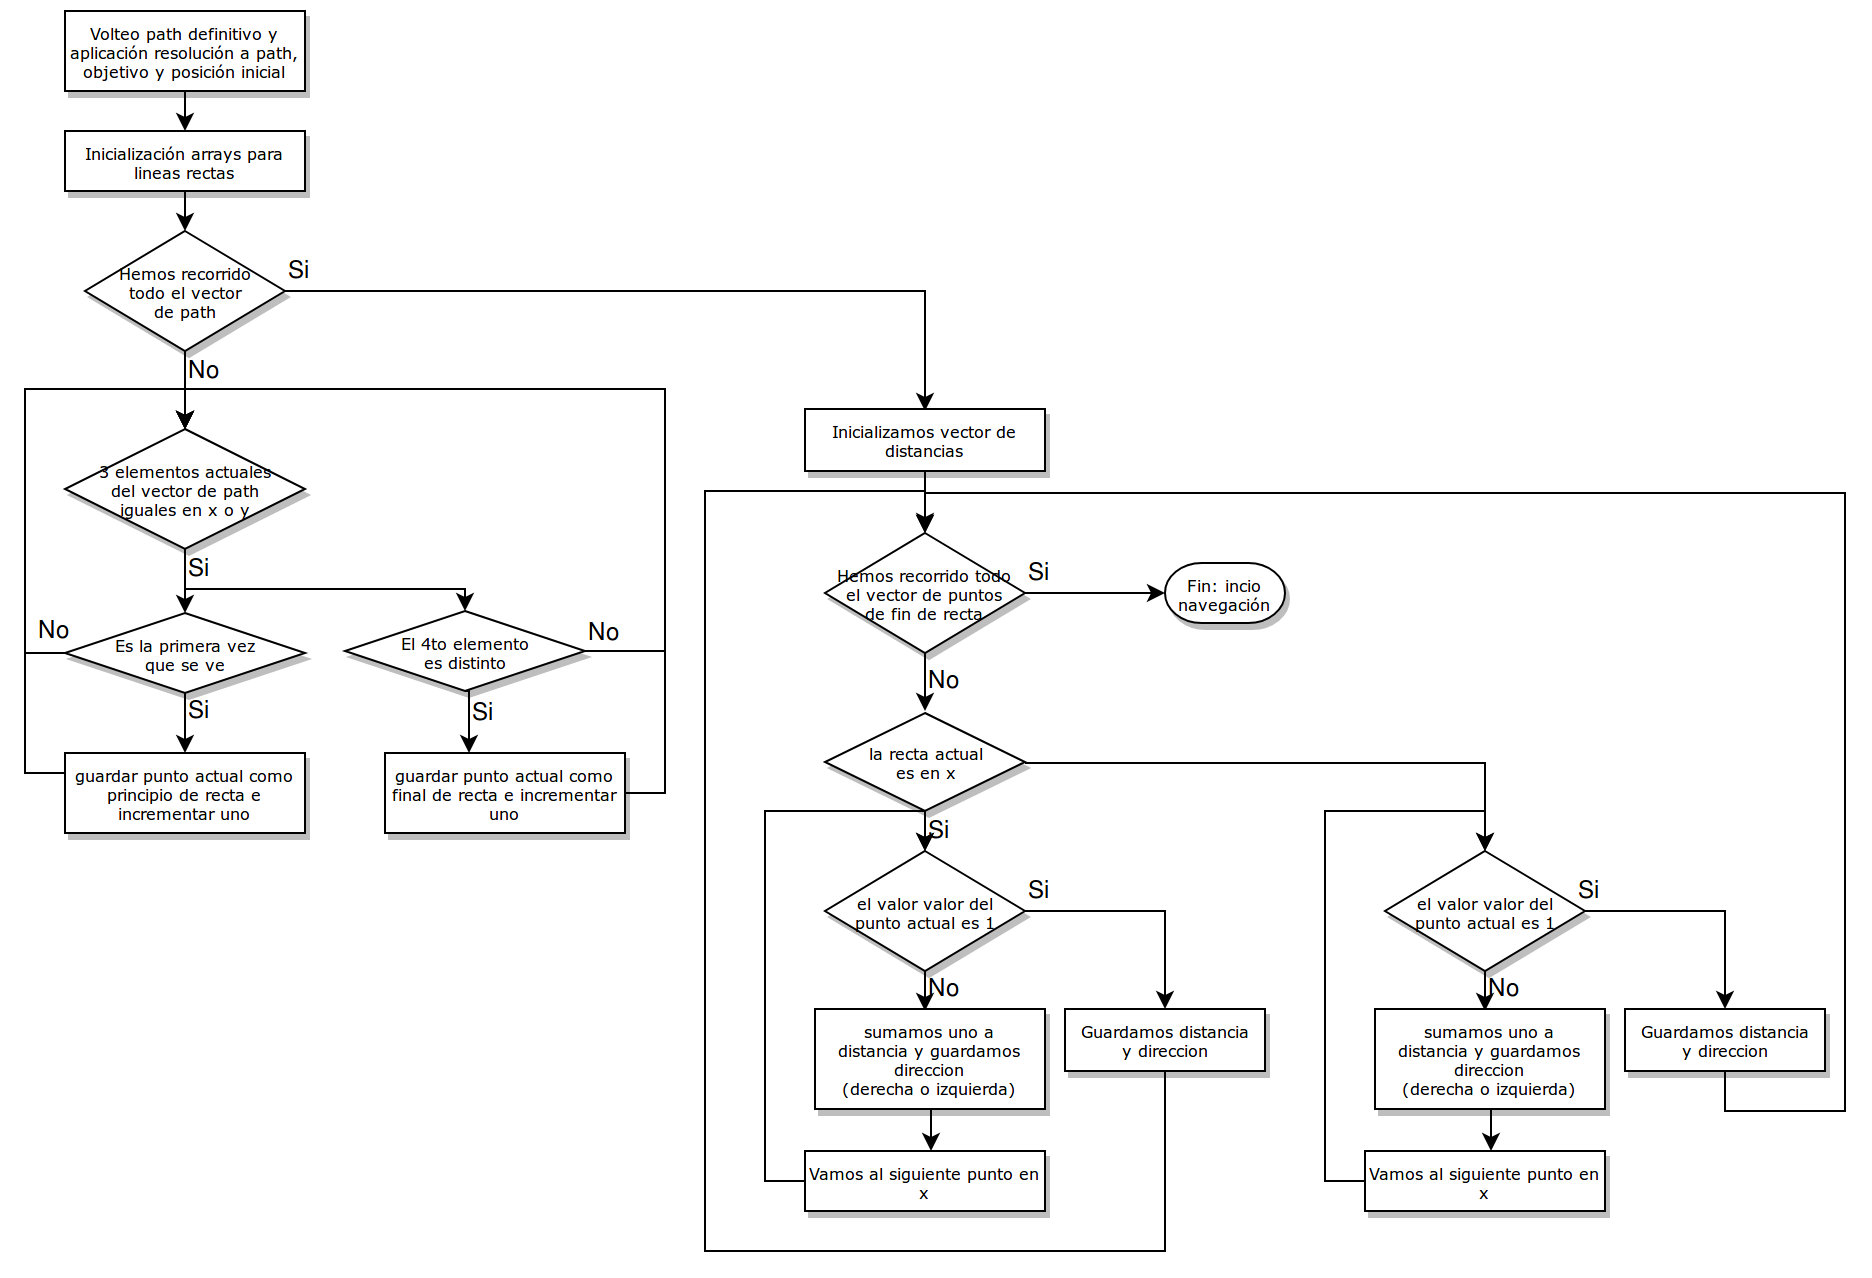 Volteo path definitivo y
aplicación resolución a path,
objetivo y posición inicial
Inicialización arrays para
lineas rectas
Hemos recorrido
todo el vector
de path
Si
No
3 elementos actuales
del vector de path
iguales en x o y
Si
Es la primera vez
que se ve
No
Si
El 4to elemento
es distinto
No
Si
guardar punto actual como
principio de recta e
incrementar uno
guardar punto actual como
final de recta e incrementar
uno
Inicializamos vector de
distancias
Hemos recorrido todo
el vector de puntos
de fin de recta
Si
Fin: incio
navegación
No
la recta actual
es en x
Si
el valor valor del
punto actual es 1
Si
No
sumamos uno a
distancia y guardamos
direccion
(derecha o izquierda)
Guardamos distancia
y direccion
Vamos al siguiente punto en
x
el valor valor del
punto actual es 1
Si
No
sumamos uno a
distancia y guardamos
direccion
(derecha o izquierda)
Guardamos distancia
y direccion
Vamos al siguiente punto en
x